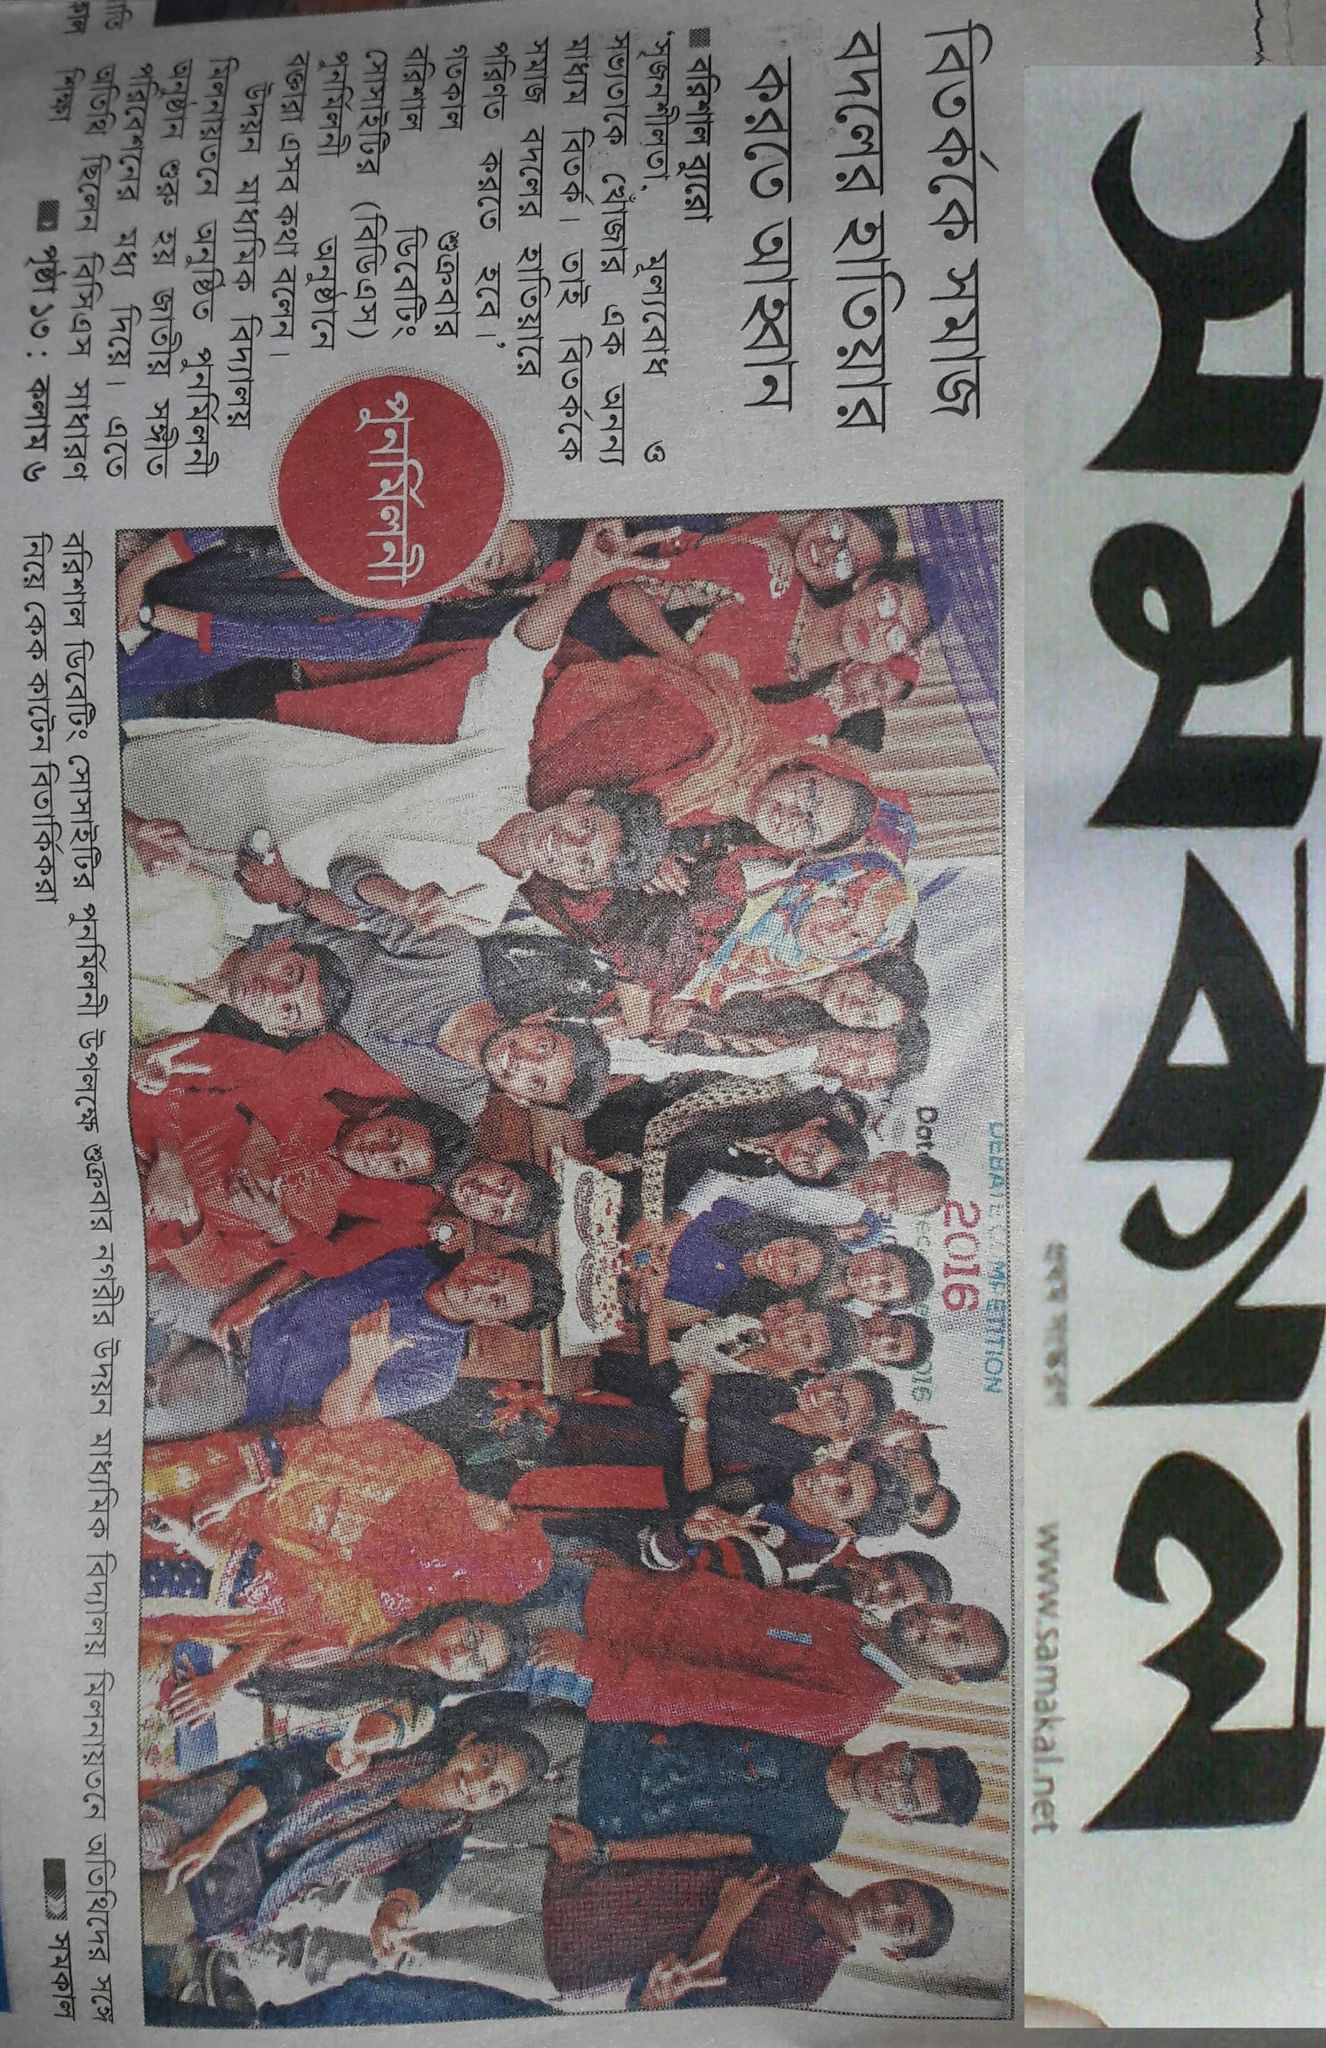 সমকাল
প্রথম সংস্করণ
www.samakal.net
বিতর্ককে সমাজ
বদলের হাতিয়ার
করতে আহ্বান
বরিশাল ব্যুরো
‘সৃজনশীলতা, মূল্যবোধ ও
সভ্যতাকে খোঁজার এক অনন্য
মাধ্যম বিতর্ক। তাই বিতর্ককে
সমাজ বদলের হাতিয়ারে
পরিণত করতে হবে।’
গতকাল শুক্রবার
বরিশাল ডিবেটিং
সোসাইটির (বিডিএস)
পুনর্মিলনী অনুষ্ঠানে
বক্তারা এসব কথা বলেন।
উদয়ন মাধ্যমিক বিদ্যালয়
মিলনায়তনে অনুষ্ঠিত পুনর্মিলনী
অনুষ্ঠান শুরু হয় জাতীয় সঙ্গীত
পরিবেশনের মধ্য দিয়ে। এতে
অতিথি ছিলেন বিসিএস সাধারণ
শিক্ষা
পৃষ্ঠা ১৩ : কলাম ৬
পুনর্মিলনী
DEBATE COMPETITION
2016
বরিশাল ডিবেটিং সোসাইটির পুনর্মিলনী উপলক্ষে শুক্রবার নগরীর উদয়ন মাধ্যমিক বিদ্যালয় মিলনায়তনে অতিথিদের সঙ্গে
নিয়ে কেক কাটেন বিতার্কিকরা
সমকাল